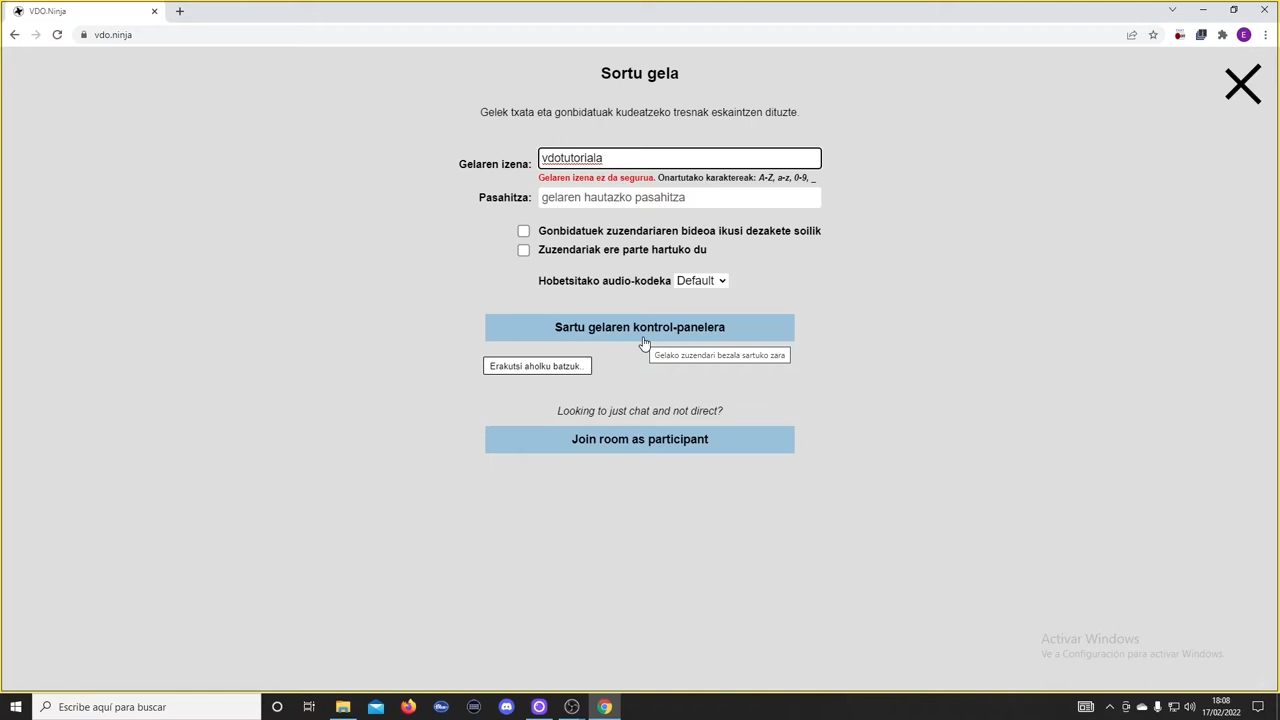 VDO.Ninja
vdo.ninja
E
Sortu gela
Gelek txata eta gonbidatuak kudeatzeko tresnak eskaintzen dituzte.
Gelaren izena: vdotutoriala
Gelaren izena ez da segurua. Onartutako karaktereak: A-Z, a-z, 0-9, _
Pasahitza: gelaren hautazko pasahitza
Gonbidatuek zuzendariaren bideoa ikusi dezakete soilik
Zuzendariak ere parte hartuko du
Hobetsitako audio-kodeka Default
Sartu gelaren kontrol-panelera
Gelako zuzendari bezala sartuko zara
Erakutsi aholku batzuk..
Looking to just chat and not direct?
Join room as participant
Activar Windows
Ve a Configuración para activar Windows.
Escribe aquí para buscar
18:08
17/02/2022